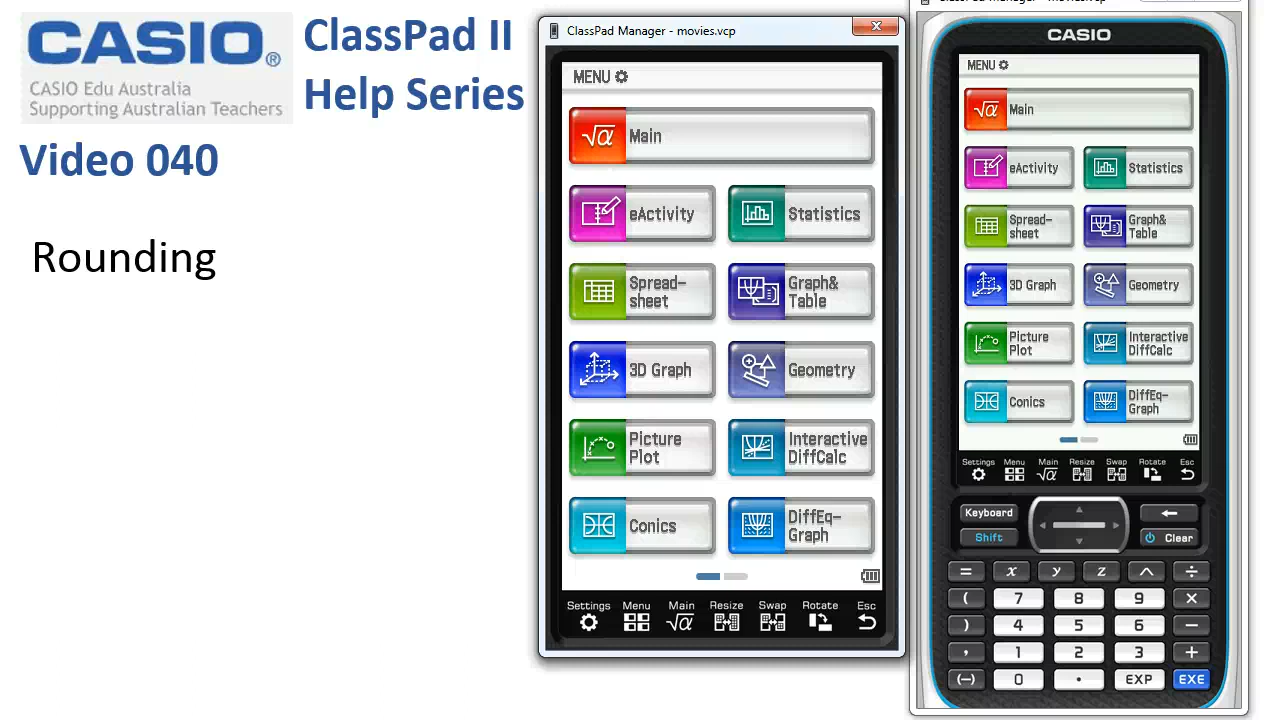 CASIO®
CASIO Edu Australia
Supporting Australian Teachers
ClassPad II
Help Series
Video 040
Rounding
ClassPad Manager - movies.vcp
MENU
√α Main
eActivity
Statistics
Spread-
sheet
Graph&
Table
3D Graph
Geometry
Picture
Plot
Interactive
DiffCalc
Conics
DiffEq-
Graph
Settings Menu Main Resize Swap Rotate Esc
√α
CASIO
MENU
√α Main
eActivity
Statistics
Spread-
sheet
Graph&
Table
3D Graph
Geometry
Picture
Plot
Interactive
DiffCalc
Conics
DiffEq-
Graph
Settings Menu Main Resize Swap Rotate Esc
√α
Keyboard
Shift Clear
= x y z ^ ÷
( 7 8 9 ×
) 4 5 6 −
, 1 2 3 +
(−) 0 . EXP EXE